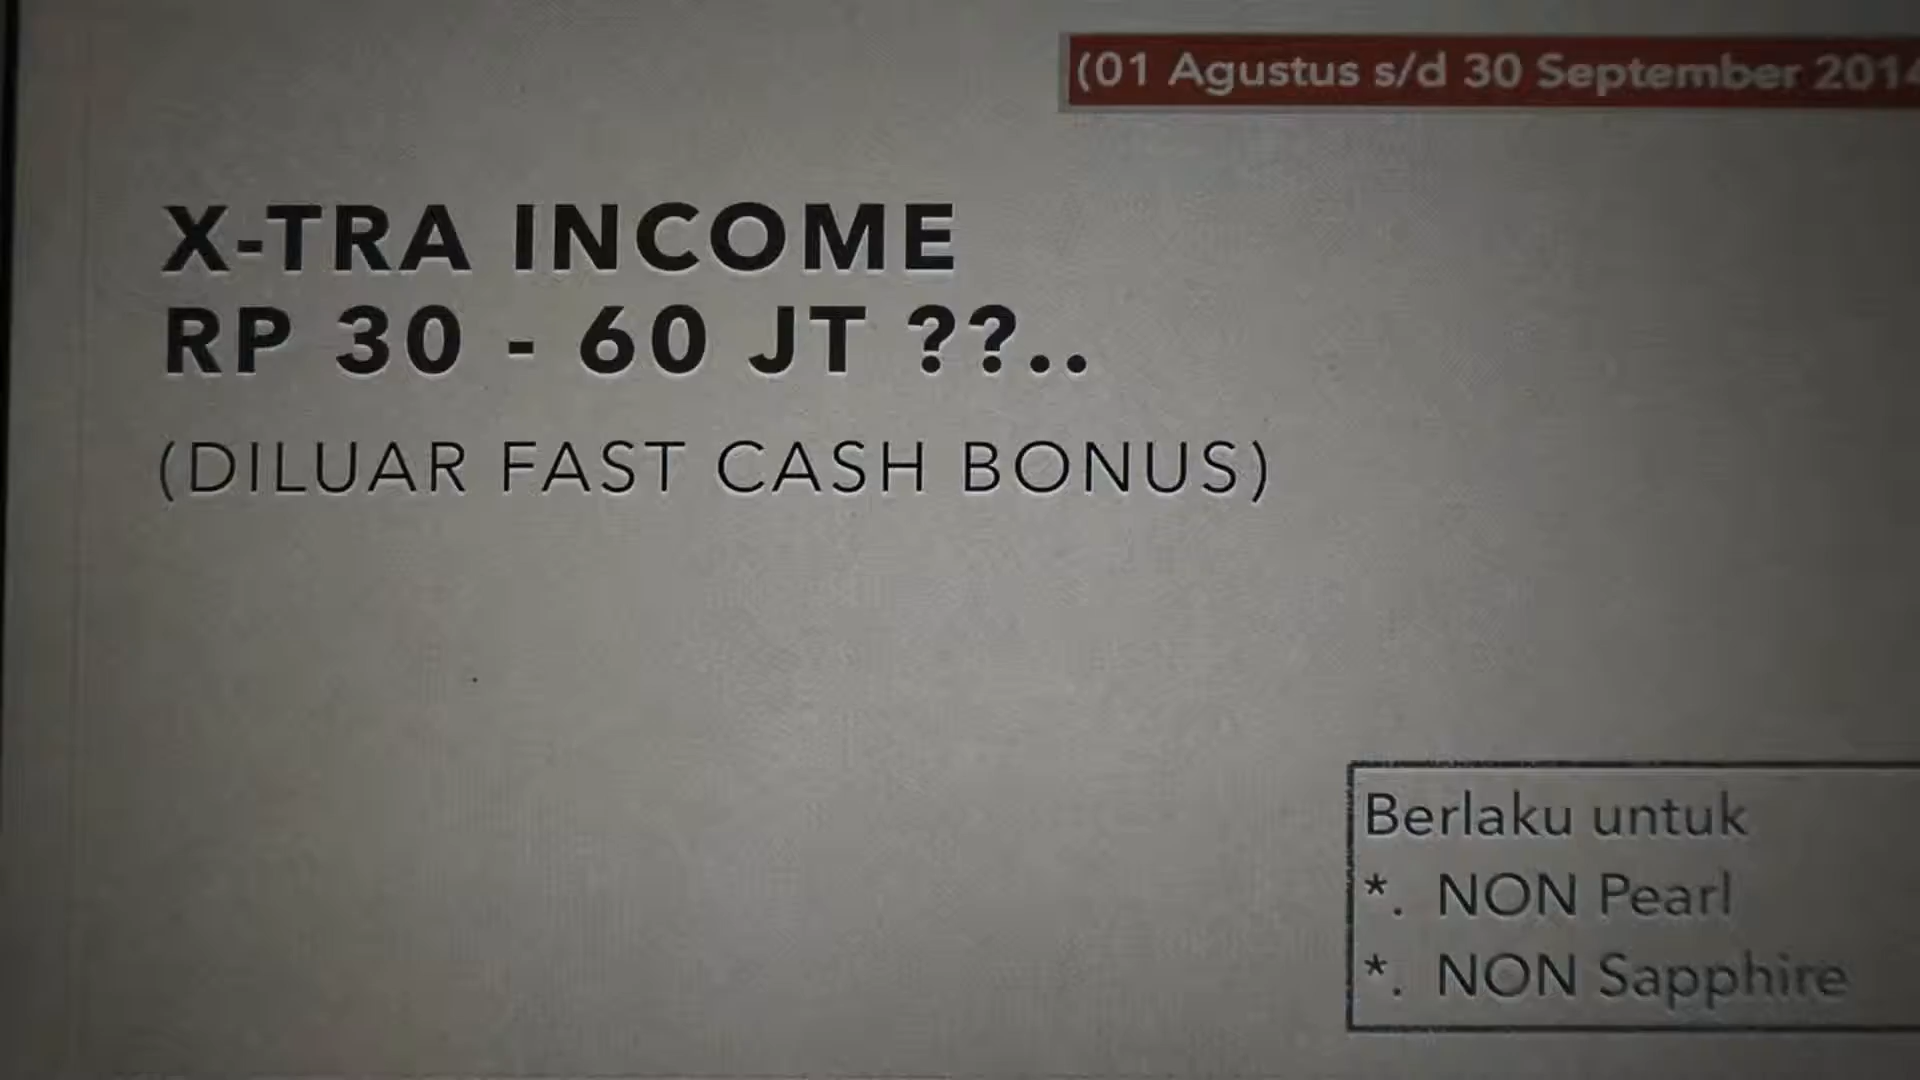 (01 Agustus s/d 30 September 2014
X-TRA INCOME
RP 30 - 60 JT ??..
(DILUAR FAST CASH BONUS)
Berlaku untuk
*. NON Pearl
*. NON Sapphire